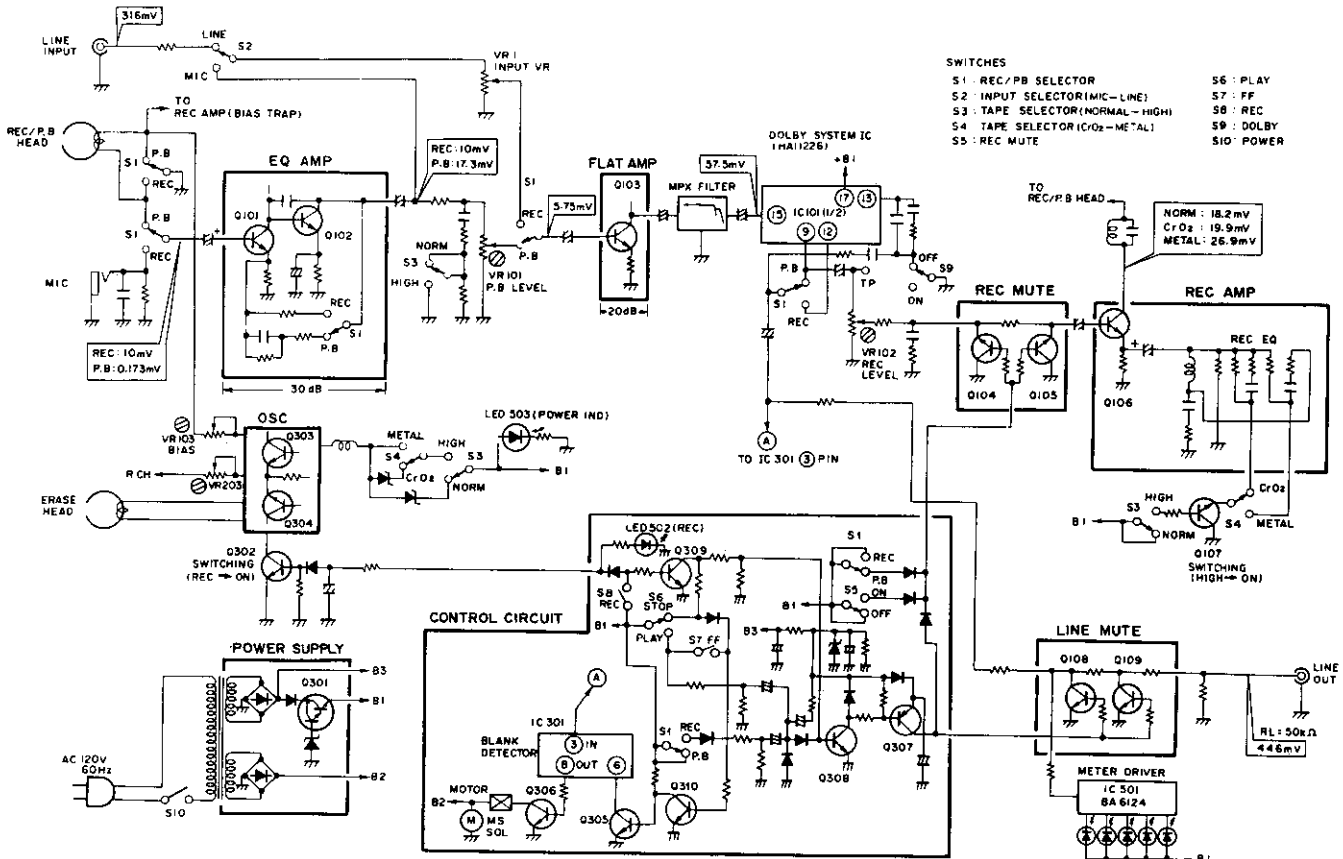 316mV
LINE INPUT
LINE
S2
MIC
VR1
INPUT VR
SWITCHES
S1 : REC/PB SELECTOR
S2 : INPUT SELECTOR(MIC-LINE)
S3 : TAPE SELECTOR(NORMAL-HIGH)
S4 TAPE SELECTOR(CrO2-METAL)
S5 : REC MUTE
S6 : PLAY
S7 : FF
S8 : REC
S9 : DOLBY
S10 : POWER
TO
REC AMP(BIAS TRAP)
REC/P.B
HEAD
P.B
S1
REC
P.B
S1
REC
MIC
REC:10mV
P.B:0.173mV
EQ AMP
Q101
Q102
REC
S1
P.B
30dB
REC:10mV
P.B:17.3mV
NORM
S3
HIGH
VR101
P.B LEVEL
S1
REC
P.B
5.75mV
FLAT AMP
Q103
20dB
MPX FILTER
57.5mV
DOLBY SYSTEM IC
(HA11226)
+B1
15
17
13
IC101(1/2)
9
12
P.B
S1
REC
TP
OFF
S9
ON
VR102
REC
LEVEL
A
TO IC 301 3 PIN
REC MUTE
Q104
Q105
TO
REC/P.B HEAD
NORM: 18.2mV
CrO2: 19.9mV
METAL: 26.9mV
REC AMP
Q106
REC EQ
CrO2
S4
METAL
B1
S3
HIGH
NORM
Q107
SWITCHING
(HIGH→ON)
VR103
BIAS
R CH
VR203
ERASE
HEAD
OSC
Q303
Q304
METAL
S4
CrO2
HIGH
S3
NORM
B1
LED 503(POWER IND)
Q302
SWITCHING
(REC → ON)
POWER SUPPLY
Q301
B3
B1
B2
AC 120V
60Hz
S10
CONTROL CIRCUIT
LED502(REC)
Q309
S8
REC
B1
S6
STOP
PLAY
S7 FF
S1
REC
P.B
S5
ON
OFF
B1
B3
A
IC 301
BLANK
DETECTOR
3 IN
8 OUT
6
S1
REC
P.B
B2
MOTOR
M
MS
SOL
Q306
Q305
Q310
Q308
Q307
LINE MUTE
Q108
Q109
LINE
OUT
RL:50kΩ
446mV
METER DRIVER
IC 501
BA6124
B1